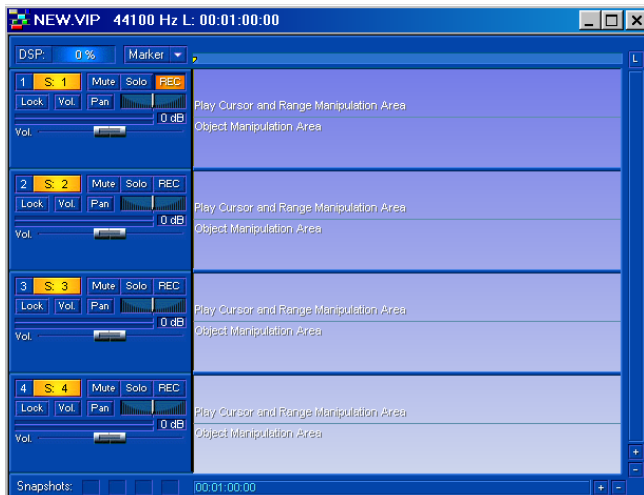 NEW.VIP 44100 Hz L: 00:01:00:00
DSP: 0 % Marker L
1 S: 1 Mute Solo REC
Lock Vol. Pan
Play Cursor and Range Manipulation Area
0 dB
Vol.
Object Manipulation Area
2 S: 2 Mute Solo REC
Lock Vol. Pan
Play Cursor and Range Manipulation Area
0 dB
Vol.
Object Manipulation Area
3 S: 3 Mute Solo REC
Lock Vol. Pan
Play Cursor and Range Manipulation Area
0 dB
Vol.
Object Manipulation Area
4 S: 4 Mute Solo REC
Lock Vol. Pan
Play Cursor and Range Manipulation Area
0 dB
Vol.
Object Manipulation Area
Snapshots: 00:01:00:00